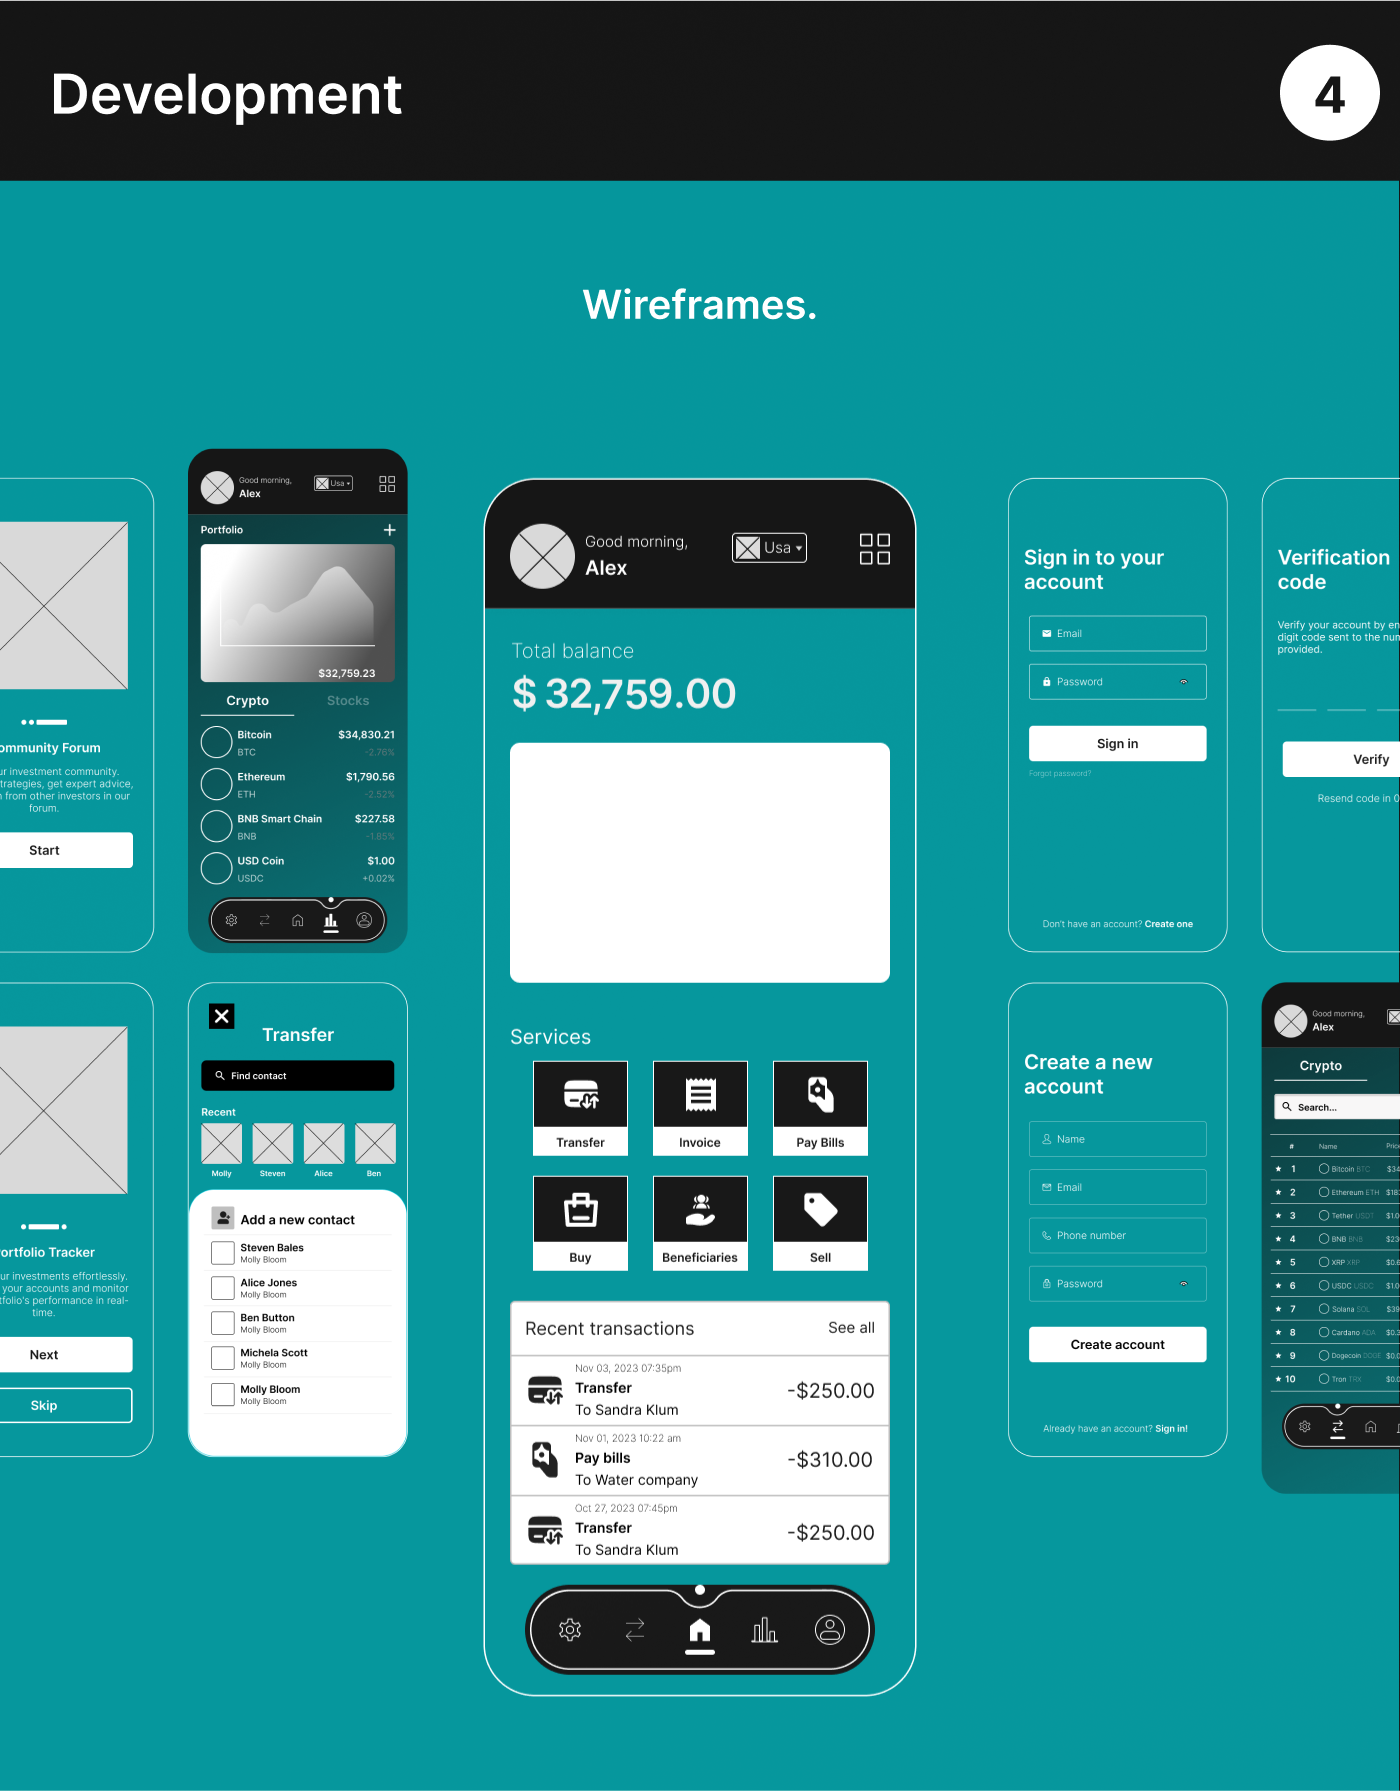 Development
4
Wireframes.
ommunity Forum
ur investment community.
trategies, get expert advice,
from other investors in our
forum.
Start
Good morning,
Alex
Usa
Portfolio
$32,759.23
Crypto
Stocks
Bitcoin
$34,830.21
BTC
-2.76%
Ethereum
$1,790.56
ETH
-2.52%
BNB Smart Chain
$227.58
BNB
-1.85%
USD Coin
$1.00
USDC
+0.02%
ortfolio Tracker
ur investments effortlessly.
your accounts and monitor
tfolio's performance in real-
time.
Next
Skip
Transfer
Find contact
Recent
Molly
Steven
Alice
Ben
Add a new contact
Steven Bales
Molly Bloom
Alice Jones
Molly Bloom
Ben Button
Molly Bloom
Michela Scott
Molly Bloom
Molly Bloom
Molly Bloom
Good morning,
Alex
Usa
Total balance
$ 32,759.00
Services
Transfer
Invoice
Pay Bills
Buy
Beneficiaries
Sell
Recent transactions
See all
Nov 03, 2023 07:35pm
Transfer
To Sandra Klum
-$250.00
Nov 01, 2023 10:22 am
Pay bills
To Water company
-$310.00
Oct 27, 2023 07:45pm
Transfer
To Sandra Klum
-$250.00
Sign in to your
account
Email
Password
Sign in
Forgot password?
Don't have an account? Create one
Verification
code
Verify your account by en
digit code sent to the num
provided.
Verify
Resend code in 0
Create a new
account
Name
Email
Phone number
Password
Create account
Already have an account? Sign in!
Good morning,
Alex
Crypto
Search...
# Name Price
1 Bitcoin BTC $34
2 Ethereum ETH $18
3 Tether USDT $1.0
4 BNB BNB $23
5 XRP XRP $0.6
6 USDC USDC $1.0
7 Solana SOL $39
8 Cardano ADA $0.3
9 Dogecoin DOGE $0.0
10 Tron TRX $0.0